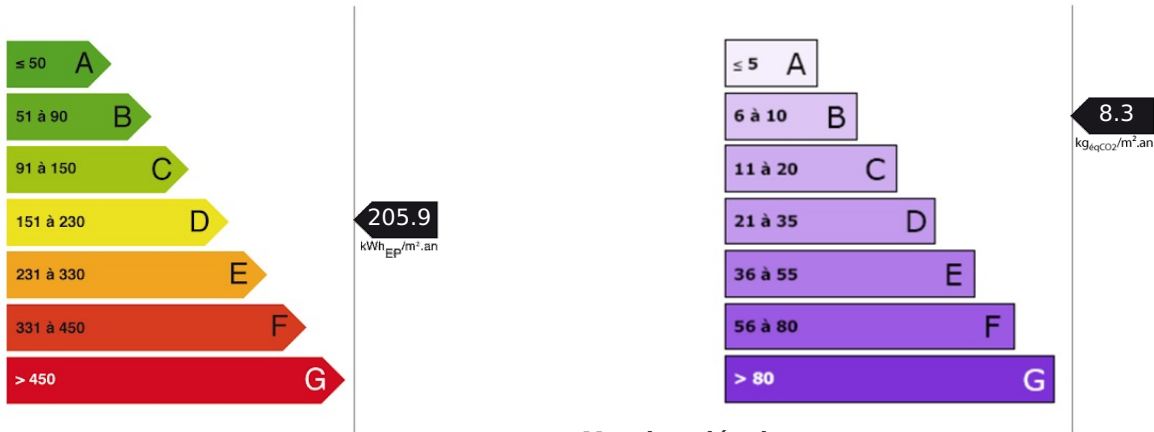 ≤ 50 A
51 à 90 B
91 à 150 C
151 à 230 D
231 à 330 E
331 à 450 F
> 450 G
205.9
kWhEP/m².an
≤ 5 A
6 à 10 B
11 à 20 C
21 à 35 D
36 à 55 E
56 à 80 F
> 80 G
8.3
kgéqCO2/m².an